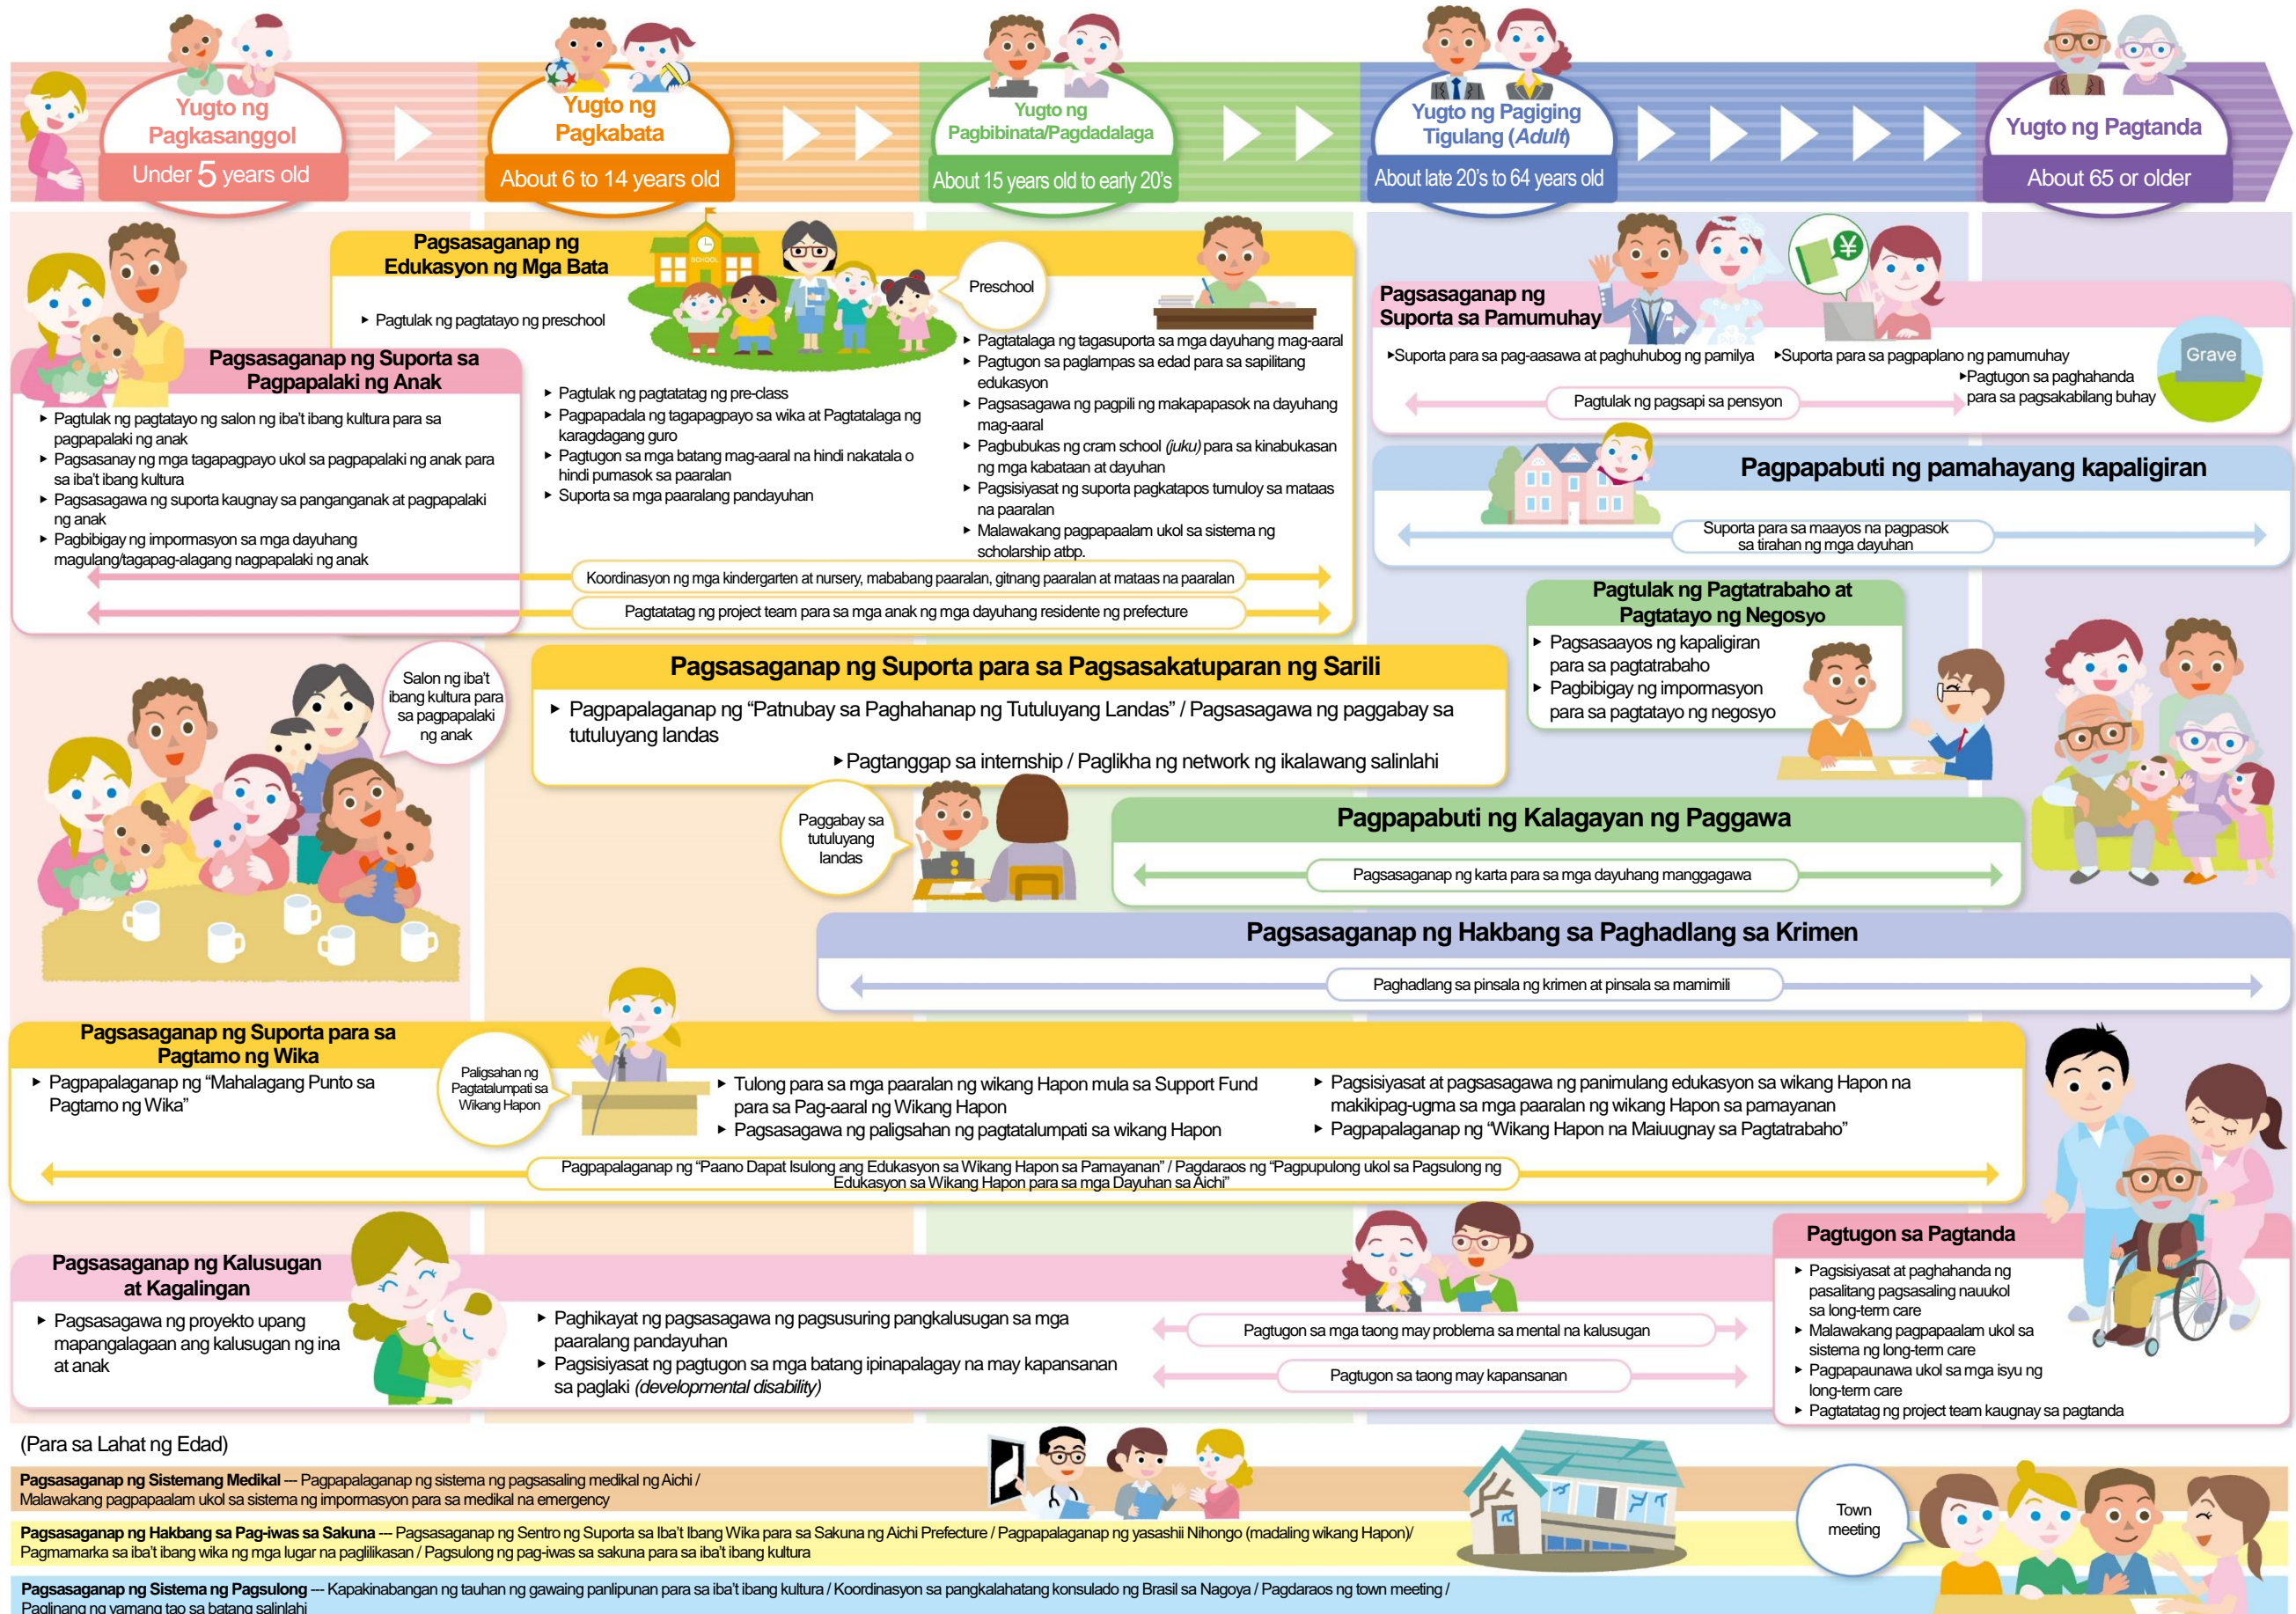 Yugto ng
Pagkasanggol
Under 5 years old
Yugto ng
Pagkabata
About 6 to 14 years old
Yugto ng
Pagbibinata/Pagdadalaga
About 15 years old to early 20's
Yugto ng Pagiging
Tigulang (Adult)
About late 20's to 64 years old
Yugto ng Pagtanda
About 65 or older
Pagsasaganap ng
Edukasyon ng Mga Bata
SCHOOL
Preschool
▸ Pagtulak ng pagtatayo ng preschool
Pagsasaganap ng Suporta sa
Pagpapalaki ng Anak
▸ Pagtulak ng pagtatayo ng salon ng iba't ibang kultura para sa
pagpapalaki ng anak
▸ Pagsasanay ng mga tagapagpayo ukol sa pagpapalaki ng anak para
sa iba't ibang kultura
▸ Pagsasagawa ng suporta kaugnay sa panganganak at pagpapalaki
ng anak
▸ Pagbibigay ng impormasyon sa mga dayuhang
magulang/tagapag-alagang nagpapalaki ng anak
▸ Pagtulak ng pagtatatag ng pre-class
▸ Pagpapadala ng tagapagpayo sa wika at Pagtatalaga ng
karagdagang guro
▸ Pagtugon sa mga batang mag-aaral na hindi nakatala o
hindi pumasok sa paaralan
▸ Suporta sa mga paaralang pandayuhan
▸ Pagtatalaga ng tagasuporta sa mga dayuhang mag-aaral
▸ Pagtugon sa paglampas sa edad para sa sapilitang
edukasyon
▸ Pagsasagawa ng pagpili ng makapapasok na dayuhang
mag-aaral
▸ Pagbubukas ng cram school (juku) para sa kinabukasan
ng mga kabataan at dayuhan
▸ Pagsisiyasat ng suporta pagkatapos tumuloy sa mataas
na paaralan
▸ Malawakang pagpapaalam ukol sa sistema ng
scholarship atbp.
Koordinasyon ng mga kindergarten at nursery, mababang paaralan, gitnang paaralan at mataas na paaralan
Pagtatatag ng project team para sa mga anak ng mga dayuhang residente ng prefecture
Pagsasaganap ng
Suporta sa Pamumuhay
¥
▸Suporta para sa pag-aasawa at paghuhubog ng pamilya
▸Suporta para sa pagpaplano ng pamumuhay
▸Pagtugon sa paghahanda
para sa pagsakabilang buhay
Grave
Pagtulak ng pagsapi sa pensyon
Pagpapabuti ng pamahayang kapaligiran
Suporta para sa maayos na pagpasok
sa tirahan ng mga dayuhan
Pagtulak ng Pagtatrabaho at
Pagtatayo ng Negosyo
▸ Pagsasaayos ng kapaligiran
para sa pagtatrabaho
▸ Pagbibigay ng impormasyon
para sa pagtatayo ng negosyo
Salon ng iba't
ibang kultura para
sa pagpapalaki
ng anak
Pagsasaganap ng Suporta para sa Pagsasakatuparan ng Sarili
▸ Pagpapalaganap ng “Patnubay sa Paghahanap ng Tutuluyang Landas” / Pagsasagawa ng paggabay sa
tutuluyang landas
▸Pagtanggap sa internship / Paglikha ng network ng ikalawang salinlahi
Paggabay sa
tutuluyang
landas
Pagpapabuti ng Kalagayan ng Paggawa
Pagsasaganap ng karta para sa mga dayuhang manggagawa
Pagsasaganap ng Hakbang sa Paghadlang sa Krimen
Paghadlang sa pinsala ng krimen at pinsala sa mamimili
Pagsasaganap ng Suporta para sa
Pagtamo ng Wika
▸ Pagpapalaganap ng “Mahalagang Punto sa
Pagtamo ng Wika”
Paligsahan ng
Pagtatalumpati sa
Wikang Hapon
▸ Tulong para sa mga paaralan ng wikang Hapon mula sa Support Fund
para sa Pag-aaral ng Wikang Hapon
▸ Pagsasagawa ng paligsahan ng pagtatalumpati sa wikang Hapon
▸ Pagsisiyasat at pagsasagawa ng panimulang edukasyon sa wikang Hapon na
makikipag-ugma sa mga paaralan ng wikang Hapon sa pamayanan
▸ Pagpapalaganap ng “Wikang Hapon na Maiuugnay sa Pagtatrabaho”
Pagpapalaganap ng “Paano Dapat Isulong ang Edukasyon sa Wikang Hapon sa Pamayanan” / Pagdaraos ng “Pagpupulong ukol sa Pagsulong ng
Edukasyon sa Wikang Hapon para sa mga Dayuhan sa Aichi”
Pagsasaganap ng Kalusugan
at Kagalingan
▸ Pagsasagawa ng proyekto upang
mapangalagaan ang kalusugan ng ina
at anak
▸ Paghikayat ng pagsasagawa ng pagsusuring pangkalusugan sa mga
paaralang pandayuhan
▸ Pagsisiyasat ng pagtugon sa mga batang ipinapalagay na may kapansanan
sa paglaki (developmental disability)
Pagtugon sa mga taong may problema sa mental na kalusugan
Pagtugon sa taong may kapansanan
Pagtugon sa Pagtanda
▸ Pagsisiyasat at paghahanda ng
pasalitang pagsasaling nauukol
sa long-term care
▸ Malawakang pagpapaalam ukol sa
sistema ng long-term care
▸ Pagpapaunawa ukol sa mga isyu ng
long-term care
▸ Pagtatatag ng project team kaugnay sa pagtanda
(Para sa Lahat ng Edad)
Pagsasaganap ng Sistemang Medikal --- Pagpapalaganap ng sistema ng pagsasaling medikal ng Aichi /
Malawakang pagpapaalam ukol sa sistema ng impormasyon para sa medikal na emergency
Pagsasaganap ng Hakbang sa Pag-iwas sa Sakuna --- Pagsasaganap ng Sentro ng Suporta sa Iba't Ibang Wika para sa Sakuna ng Aichi Prefecture / Pagpapalaganap ng yasashii Nihongo (madaling wikang Hapon)/
Pagmamarka sa iba't ibang wika ng mga lugar na paglilikasan / Pagsulong ng pag-iwas sa sakuna para sa iba't ibang kultura
Town
meeting
Pagsasaganap ng Sistema ng Pagsulong --- Kapakinabangan ng tauhan ng gawaing panlipunan para sa iba't ibang kultura / Koordinasyon sa pangkalahatang konsulado ng Brasil sa Nagoya / Pagdaraos ng town meeting /
Paglinang ng yamang tao sa batang salinlahi